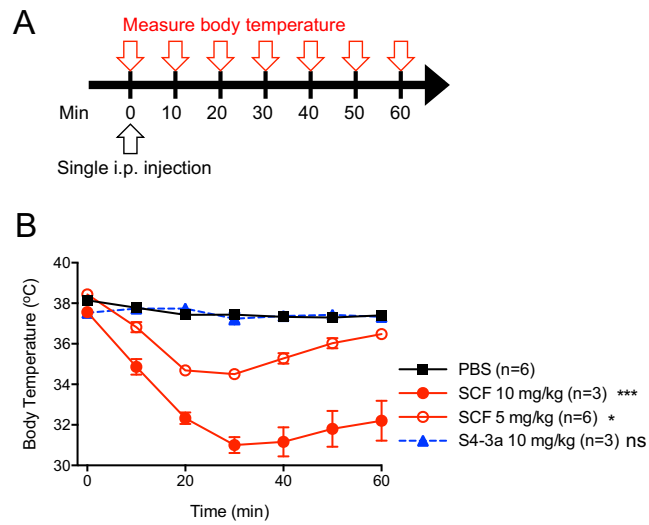 A
Measure body temperature
Min 0 10 20 30 40 50 60
Single i.p. injection
B
Body Temperature (ºC)
40
38
36
34
32
30
0 20 40 60
Time (min)
PBS (n=6)
SCF 10 mg/kg (n=3) ***
SCF 5 mg/kg (n=6) *
S4-3a 10 mg/kg (n=3) ns